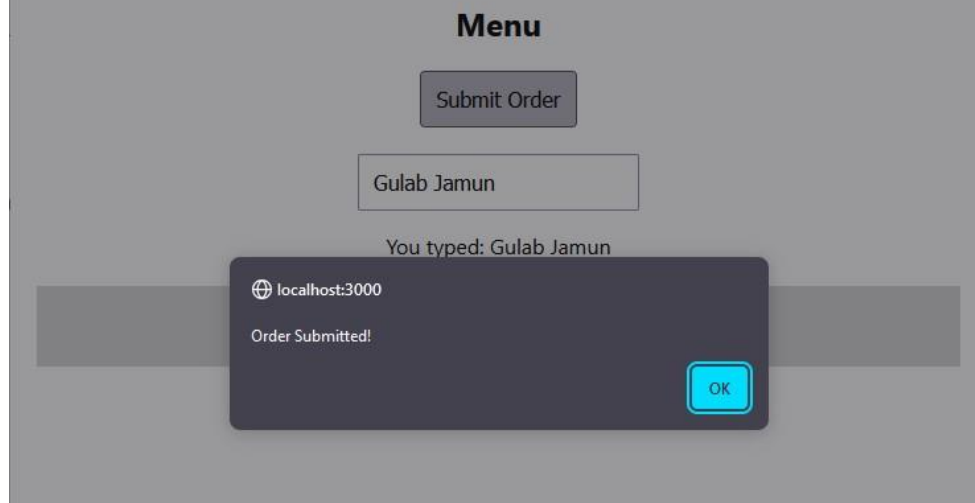 Menu
Submit Order
Gulab Jamun
You typed: Gulab Jamun
localhost:3000
Order Submitted!
OK